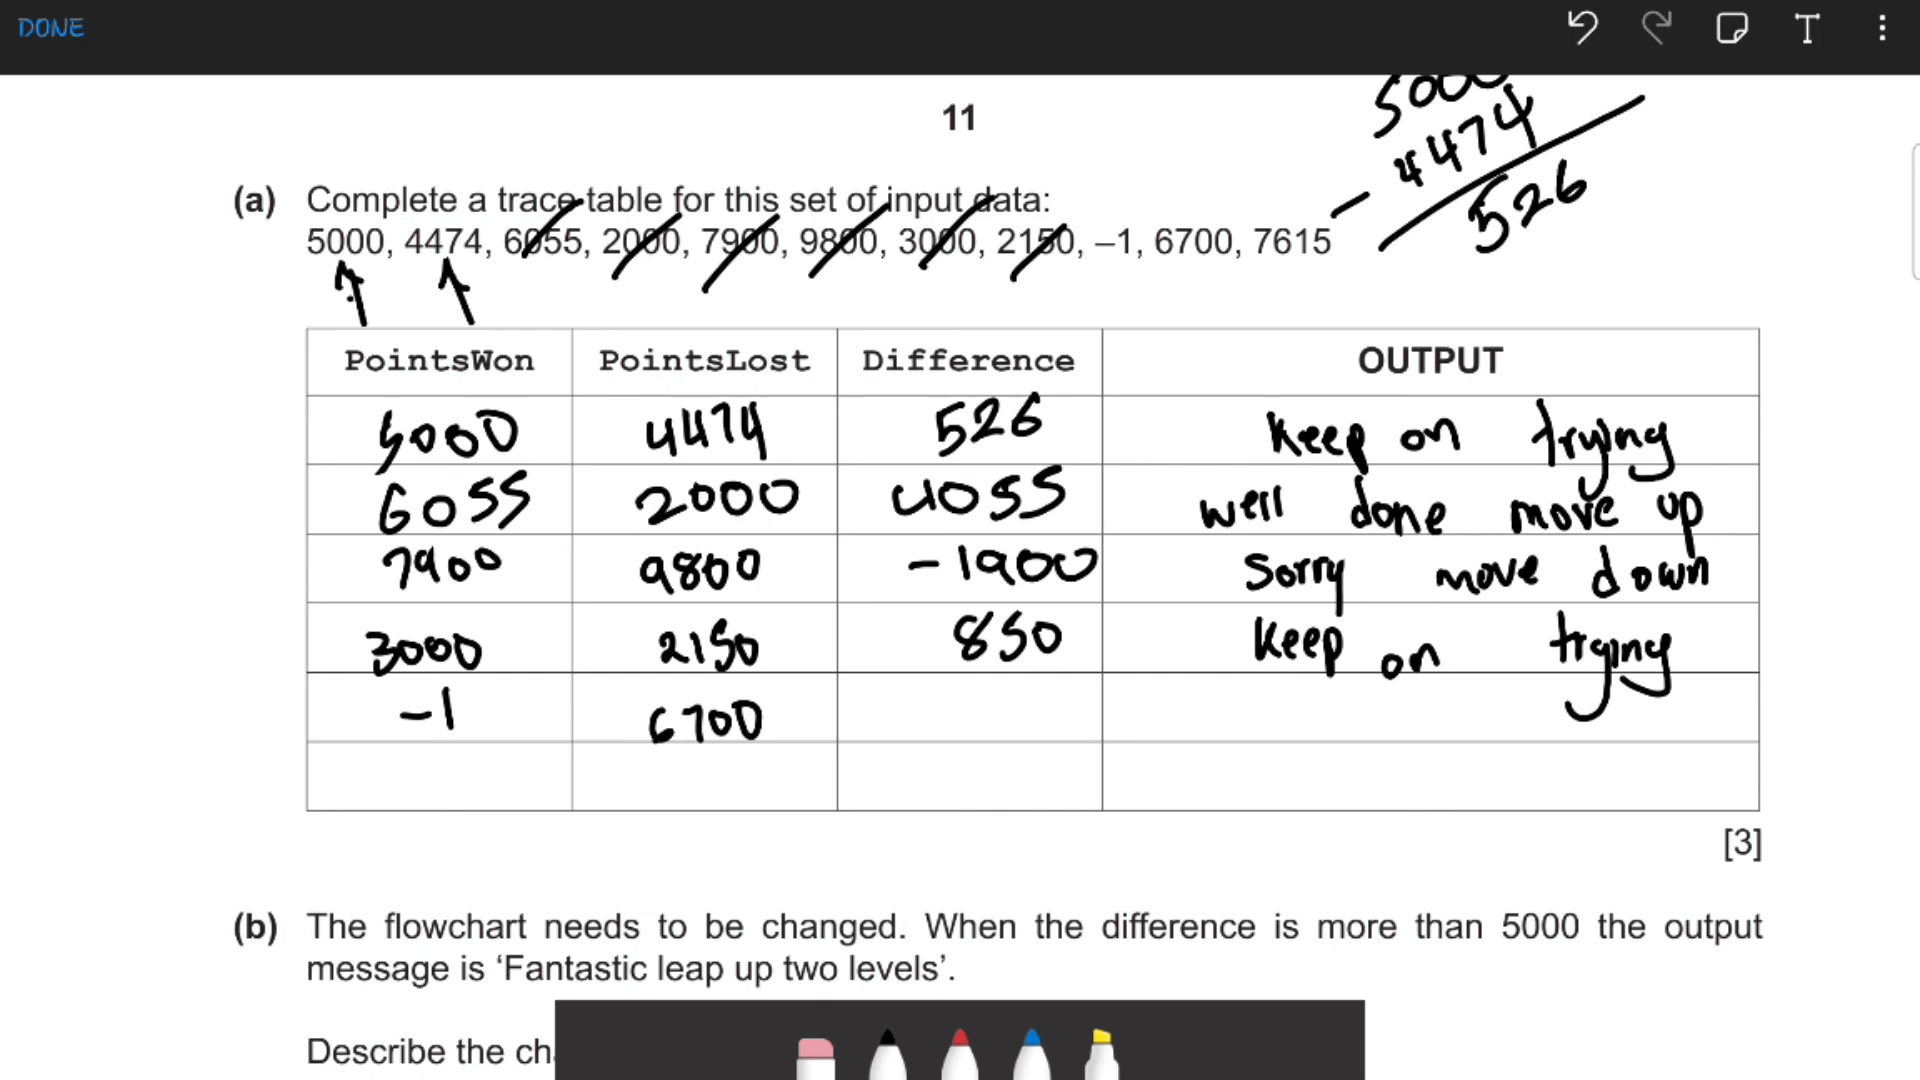 DONE
5000
11
- 4474
526
(a) Complete a trace table for this set of input data:
5000, 4474, 6055, 2000, 7900, 9800, 3000, 2150, –1, 6700, 7615
PointsWon PointsLost Difference OUTPUT
5000 4474 526 keep on trying
6055 2000 4055 well done move up
7900 9800 -1900 Sorry move down
3000 2150 850 keep on trying
-1 6700
[3]
(b) The flowchart needs to be changed. When the difference is more than 5000 the output
message is ‘Fantastic leap up two levels’.
Describe the ch